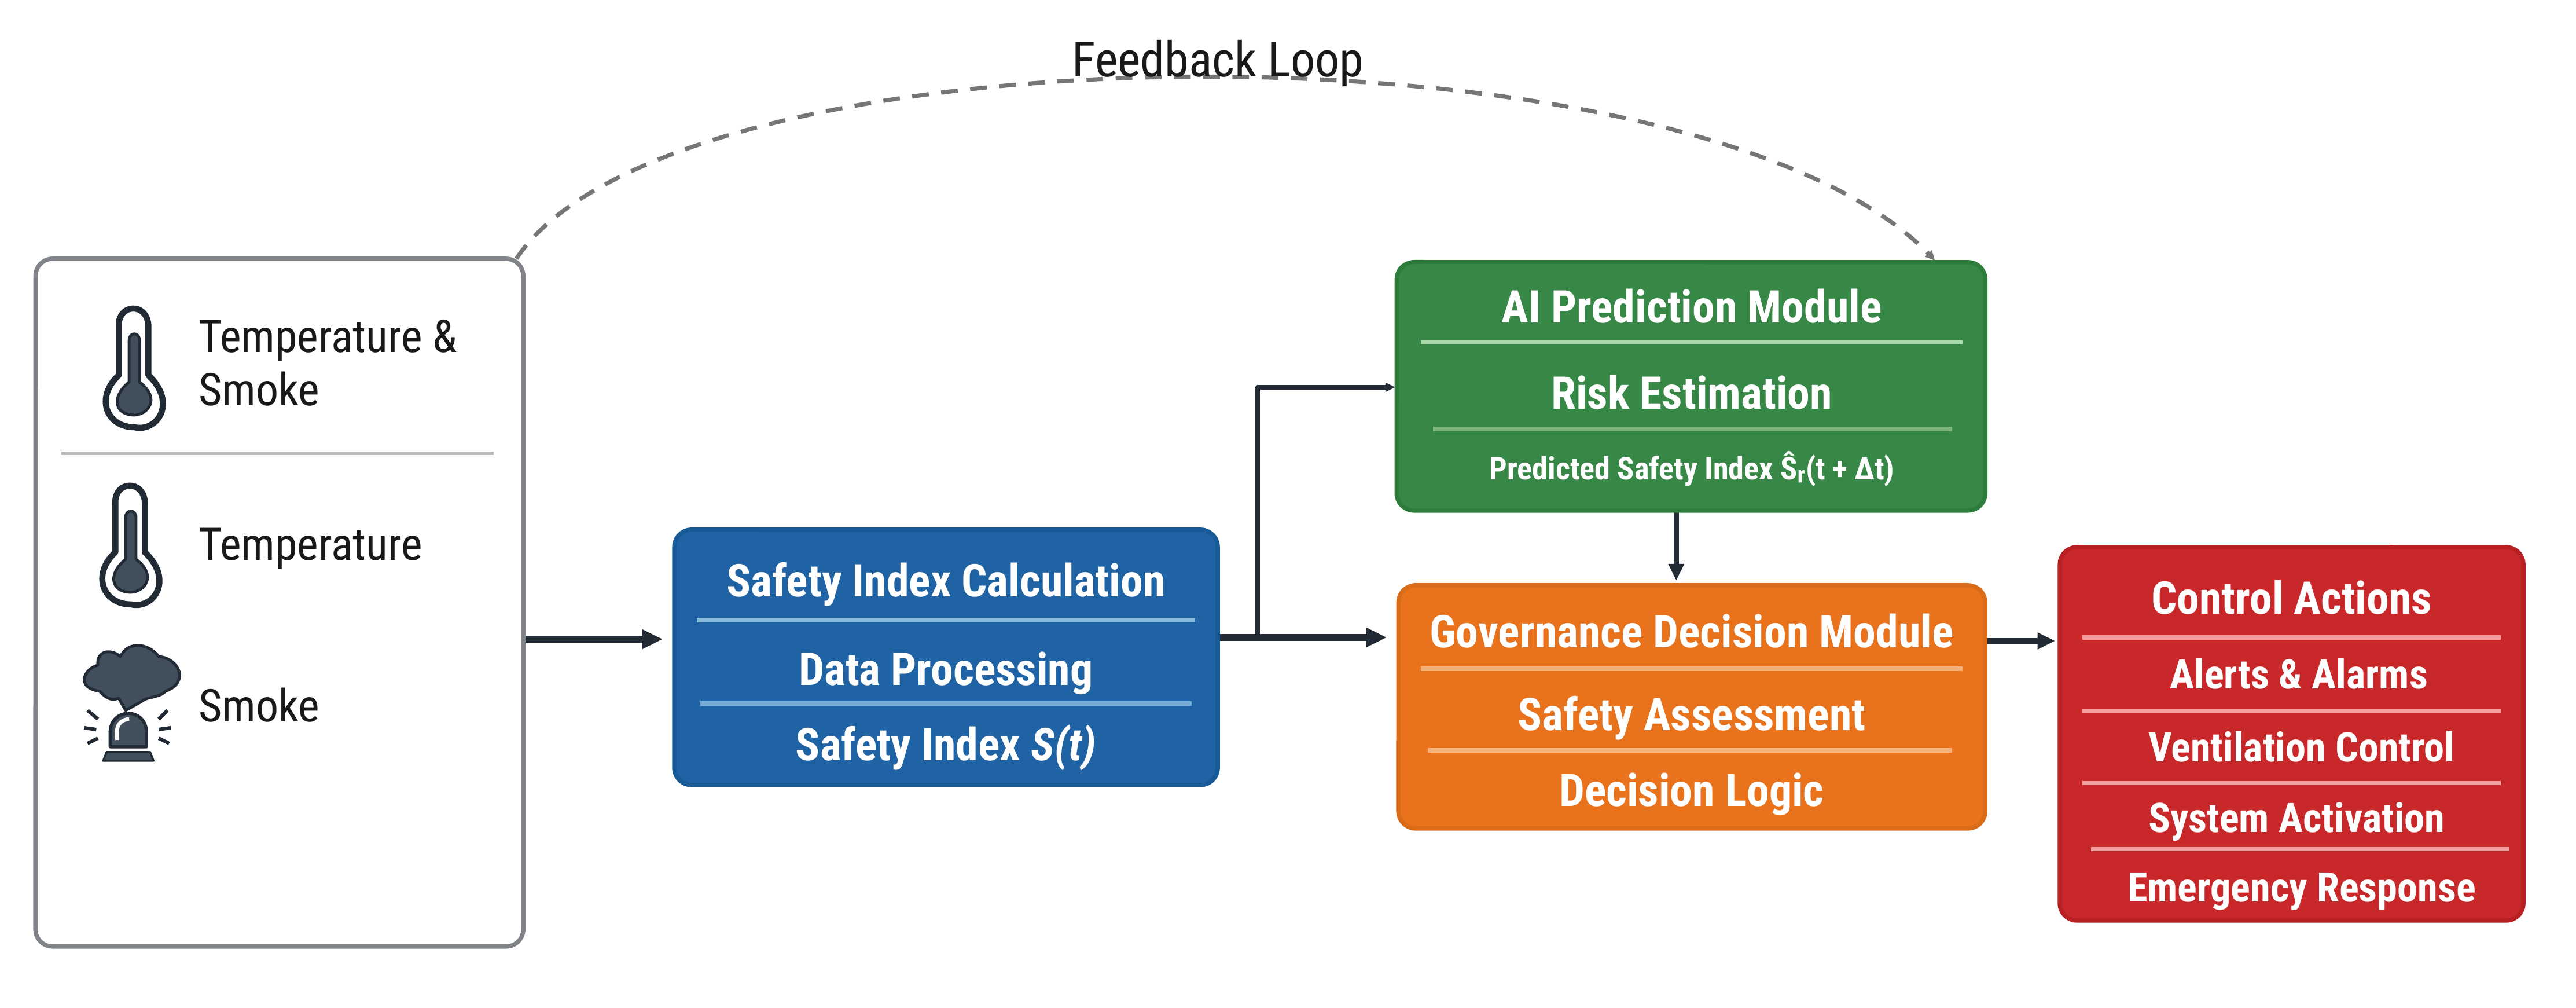 Feedback Loop
Temperature &
Smoke
Temperature
Smoke
Safety Index Calculation
Data Processing
Safety Index S(t)
AI Prediction Module
Risk Estimation
Predicted Safety Index Ŝᵣ(t + Δt)
Governance Decision Module
Safety Assessment
Decision Logic
Control Actions
Alerts & Alarms
Ventilation Control
System Activation
Emergency Response